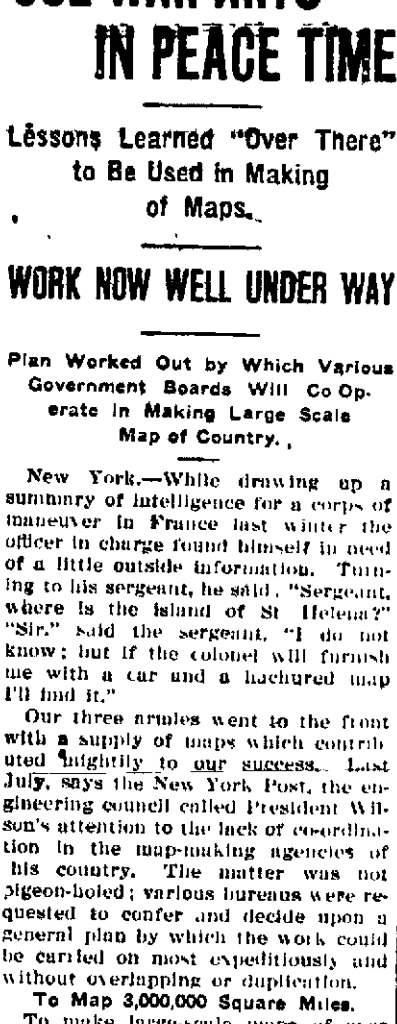 IN PEACE TIME
Lessons Learned "Over There"
to Be Used in Making
of Maps.
WORK NOW WELL UNDER WAY
Plan Worked Out by Which Various
Government Boards Will Co Op-
erate in Making Large Scale
Map of Country.
New York.—While drawing up a
summary of intelligence for a corps of
maneuver in France last winter the
officer in charge found himself in need
of a little outside information. Turn-
ing to his sergeant, he said, "Sergeant,
where is the island of St Helena?"
"Sir," said the sergeant, "I do not
know; but if the colonel will furnish
me with a car and a hachured map
I'll find it."
Our three armies went to the front
with a supply of maps which contrib
uted mightily to our success. Last
July, says the New York Post, the en-
gineering council called President Wil-
son's attention to the lack of co-ordina-
tion in the map-making agencies of
his country. The matter was not
pigeon-holed; various bureaus were re-
quested to confer and decide upon a
general plan by which the work could
be carried on most expeditiously and
without overlapping or duplication.
To Map 3,000,000 Square Miles.
To make large-scale maps of